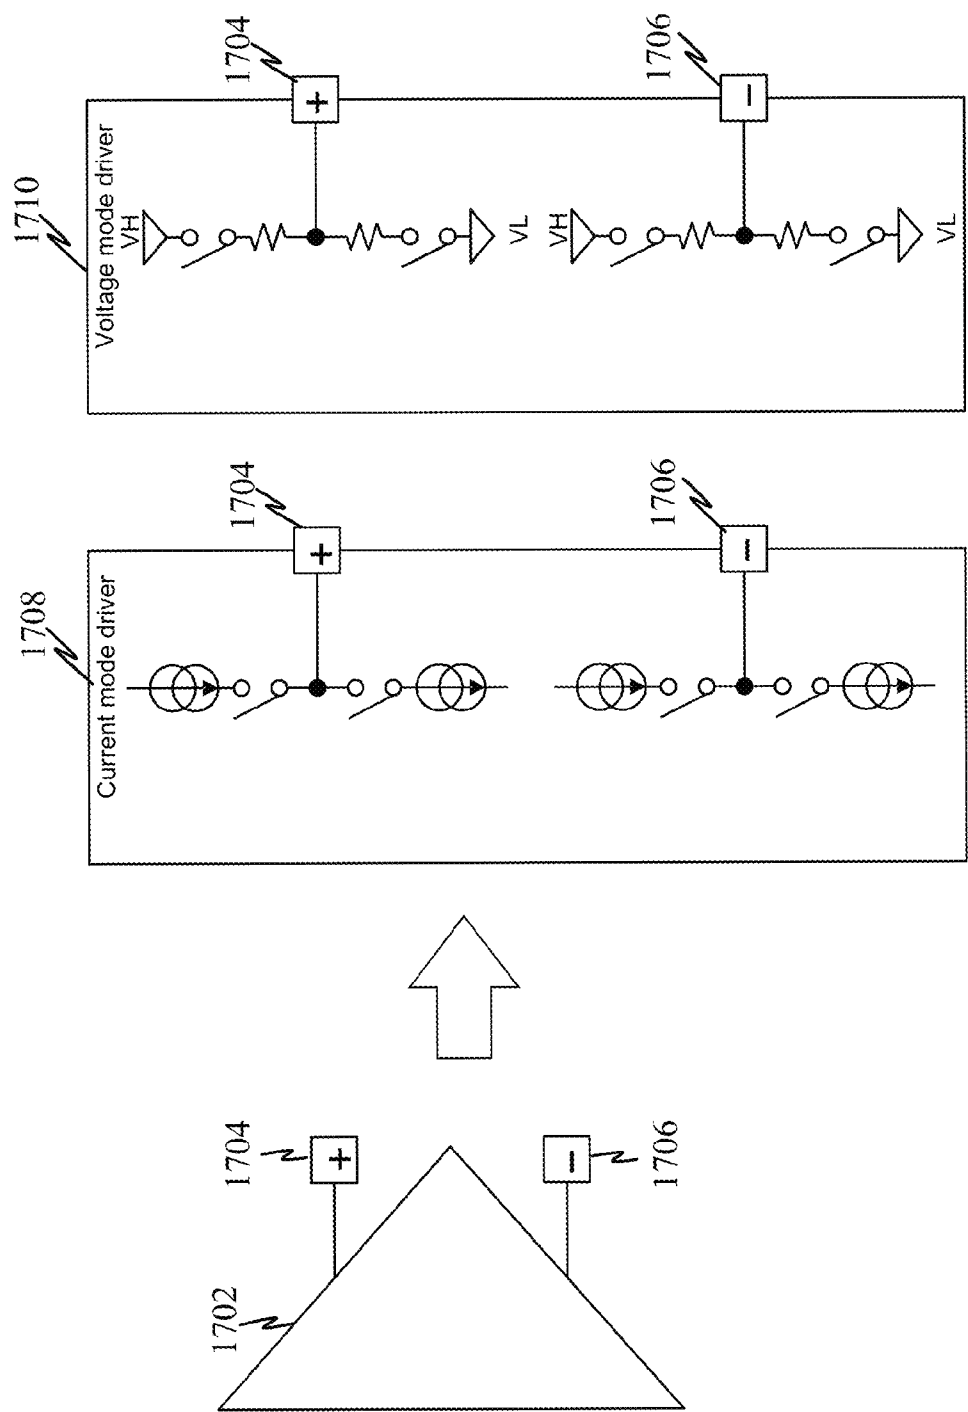 1710
Voltage mode driver
1704
+
VH
VL
1706
−
VH
VL
1708
Current mode driver
1704
+
1706
−
1702
1704
+
1706
−